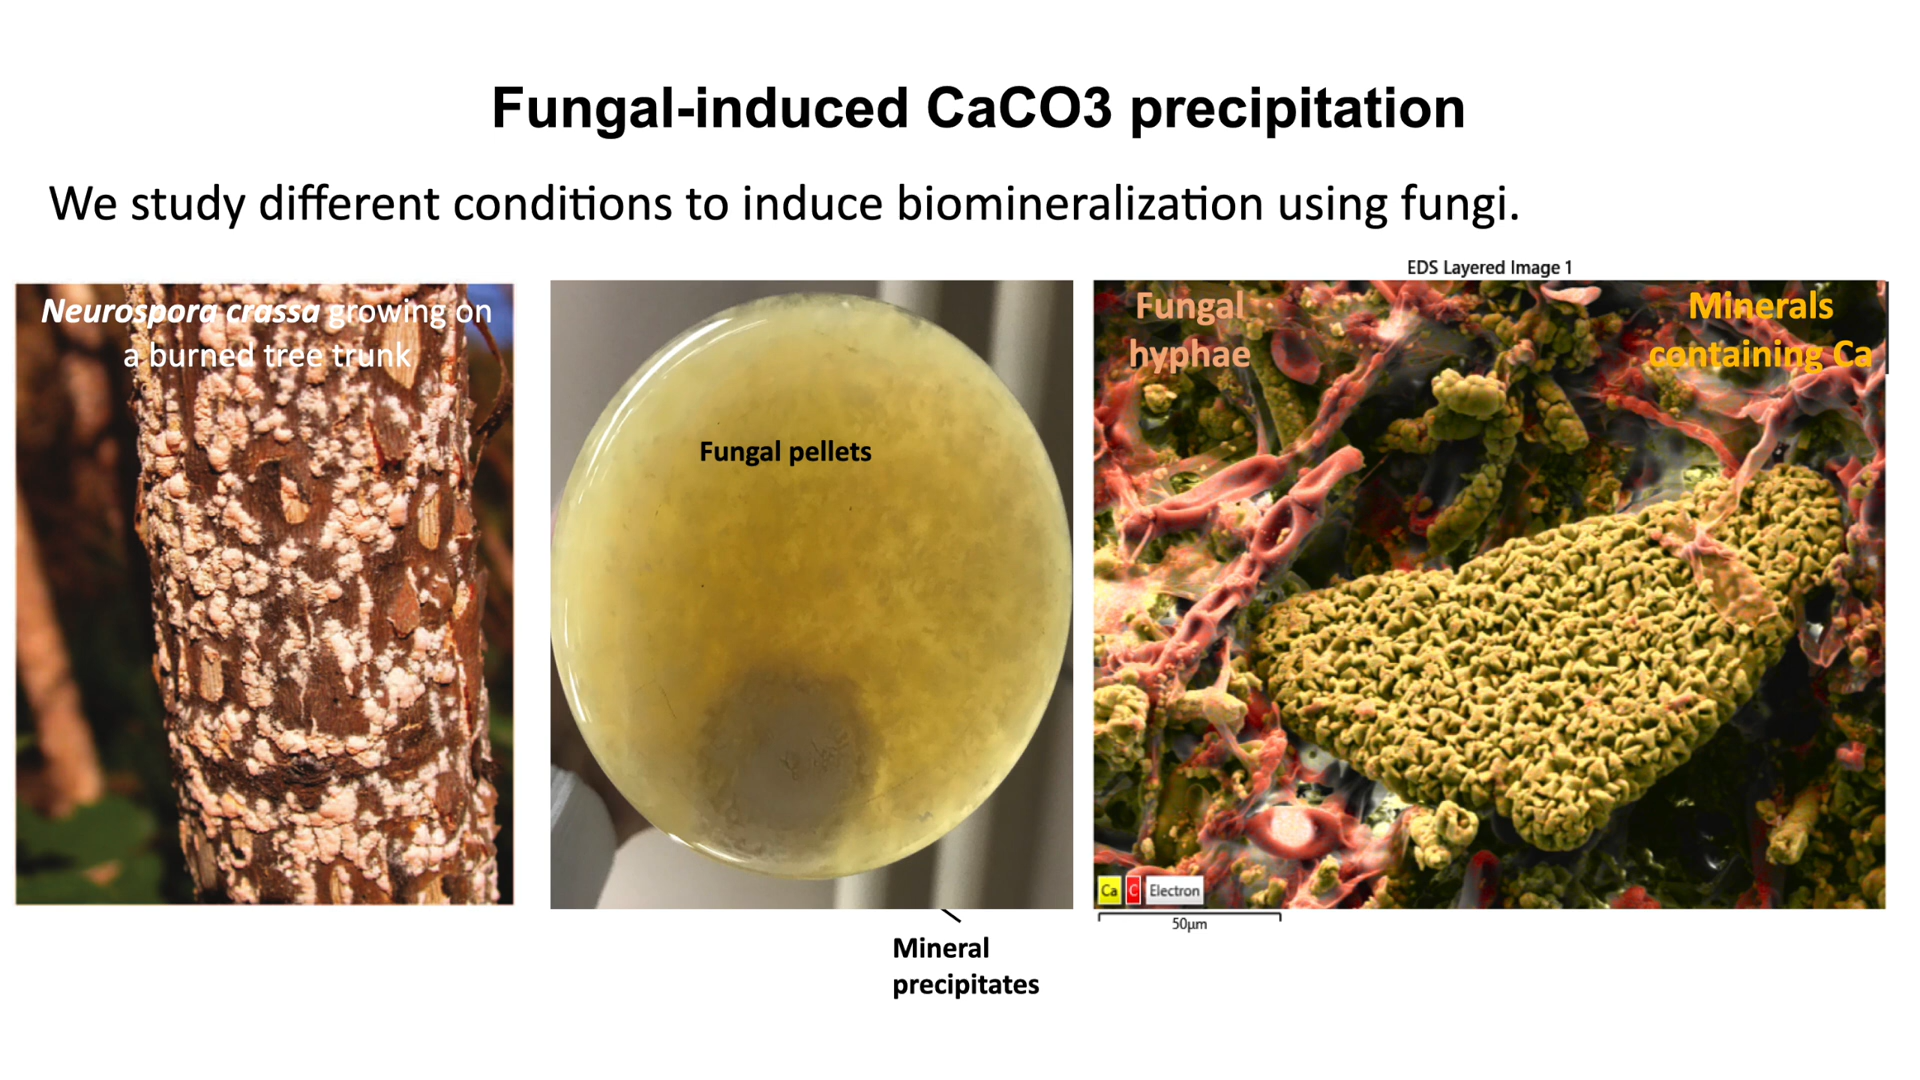 Fungal-induced CaCO3 precipitation
We study different conditions to induce biomineralization using fungi.
Neurospora crassa growing on
a burned tree trunk
Fungal pellets
Mineral
precipitates
EDS Layered Image 1
Fungal
hyphae
Minerals
containing Ca
Ca C Electron
50µm